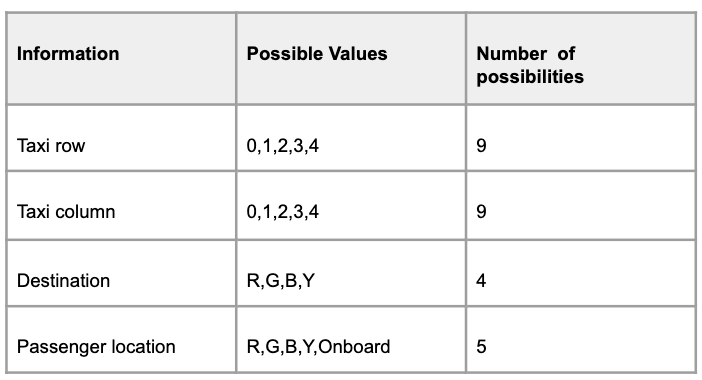 Information Possible Values Number of
possibilities
Taxi row 0,1,2,3,4 9
Taxi column 0,1,2,3,4 9
Destination R,G,B,Y 4
Passenger location R,G,B,Y,Onboard 5